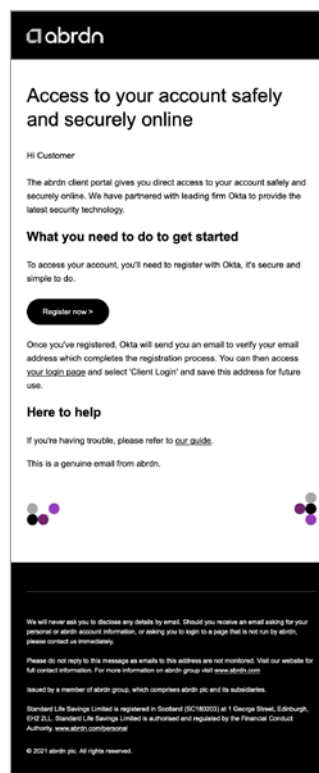 abrdn
Access to your account safely
and securely online
Hi Customer
The abrdn client portal gives you direct access to your account safely and
securely online. We have partnered with leading firm Okta to provide the
latest security technology.
What you need to do to get started
To access your account, you'll need to register with Okta, it's secure and
simple to do.
Register now >
Once you've registered, Okta will send you an email to verify your email
address which completes the registration process. You can then access
your login page and select 'Client Login' and save this address for future
use.
Here to help
If you're having trouble, please refer to our guide.
This is a genuine email from abrdn.
We will never ask you to disclose any details by email. Should you receive an email asking for your
personal or abrdn account information, or asking you to login to a page that is not run by abrdn,
please contact us immediately.
Please do not reply to this message as emails to this address are not monitored. Visit our website for
full contact information. For more information on abrdn group visit www.abrdn.com
Issued by a member of abrdn group, which comprises abrdn plc and its subsidiaries.
Standard Life Savings Limited is registered in Scotland (SC180203) at 1 George Street, Edinburgh,
EH2 2LL. Standard Life Savings Limited is authorised and regulated by the Financial Conduct
Authority. www.abrdn.com/personal
© 2021 abrdn plc. All rights reserved.